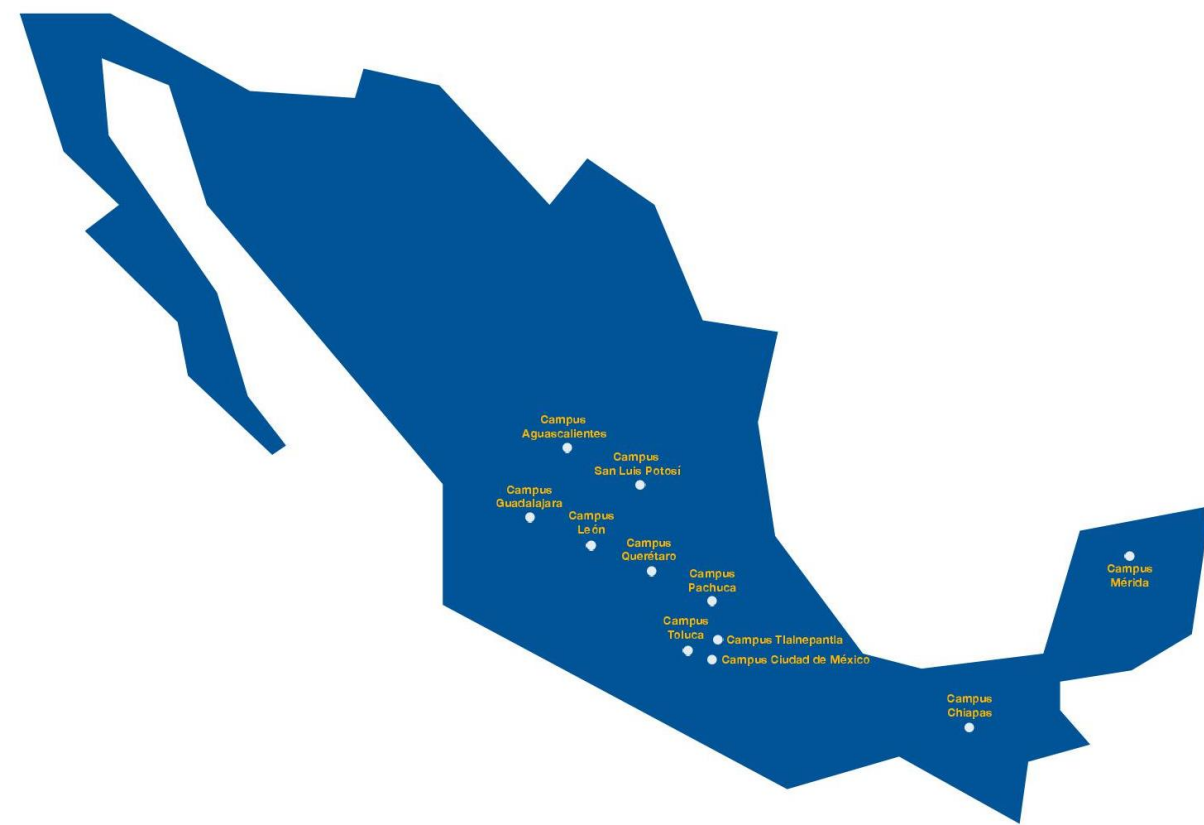 Campus
Aguascalientes
Campus
San Luis Potosí
Campus
Guadalajara
Campus
León
Campus
Querétaro
Campus
Mérida
Campus
Pachuca
Campus
Toluca
Campus Tlalnepantia
Campus Ciudad de México
Campus
Chiapas